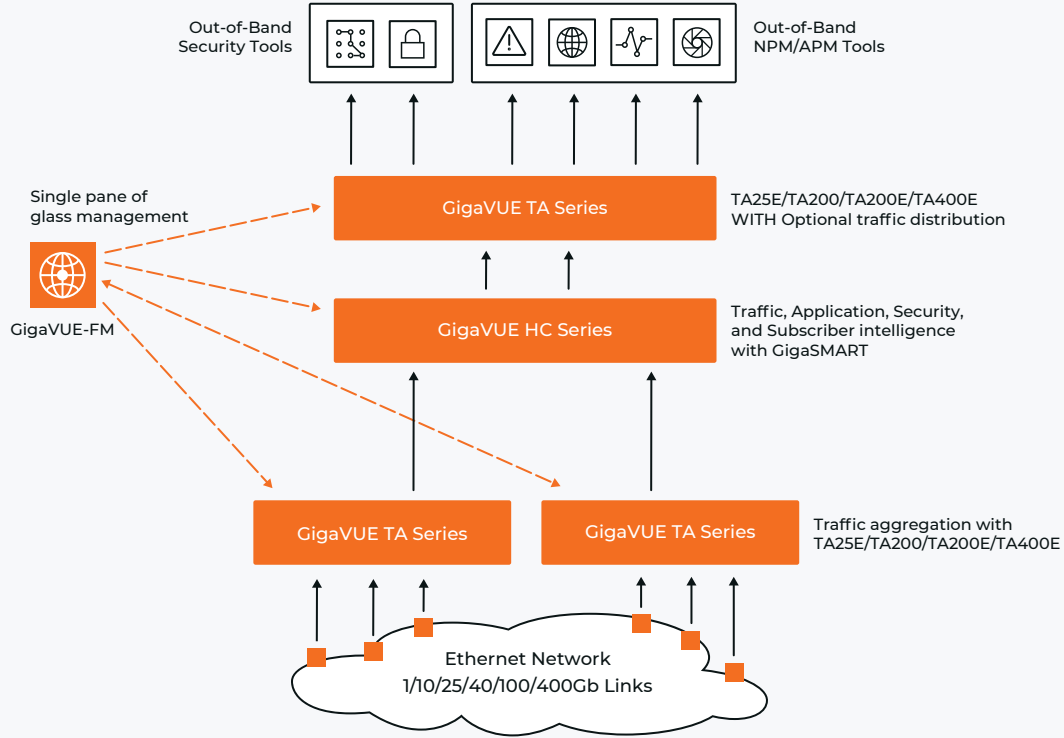 Out-of-Band
Security Tools
Out-of-Band
NPM/APM Tools
Single pane of
glass management
GigaVUE-FM
GigaVUE TA Series
TA25E/TA200/TA200E/TA400E
WITH Optional traffic distribution
GigaVUE HC Series
Traffic, Application, Security,
and Subscriber intelligence
with GigaSMART
GigaVUE TA Series
GigaVUE TA Series
Traffic aggregation with
TA25E/TA200/TA200E/TA400E
Ethernet Network
1/10/25/40/100/400Gb Links